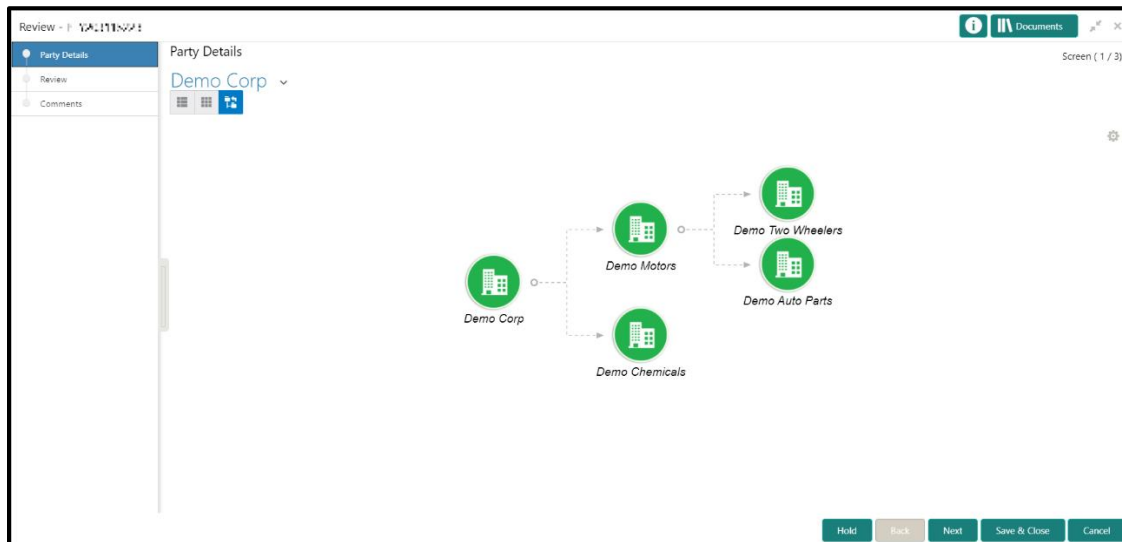 Review -
Documents
Party Details
Review
Comments
Party Details
Screen ( 1 / 3)
Demo Corp
Demo Two Wheelers
Demo Motors
Demo Auto Parts
Demo Corp
Demo Chemicals
Hold
Back
Next
Save & Close
Cancel